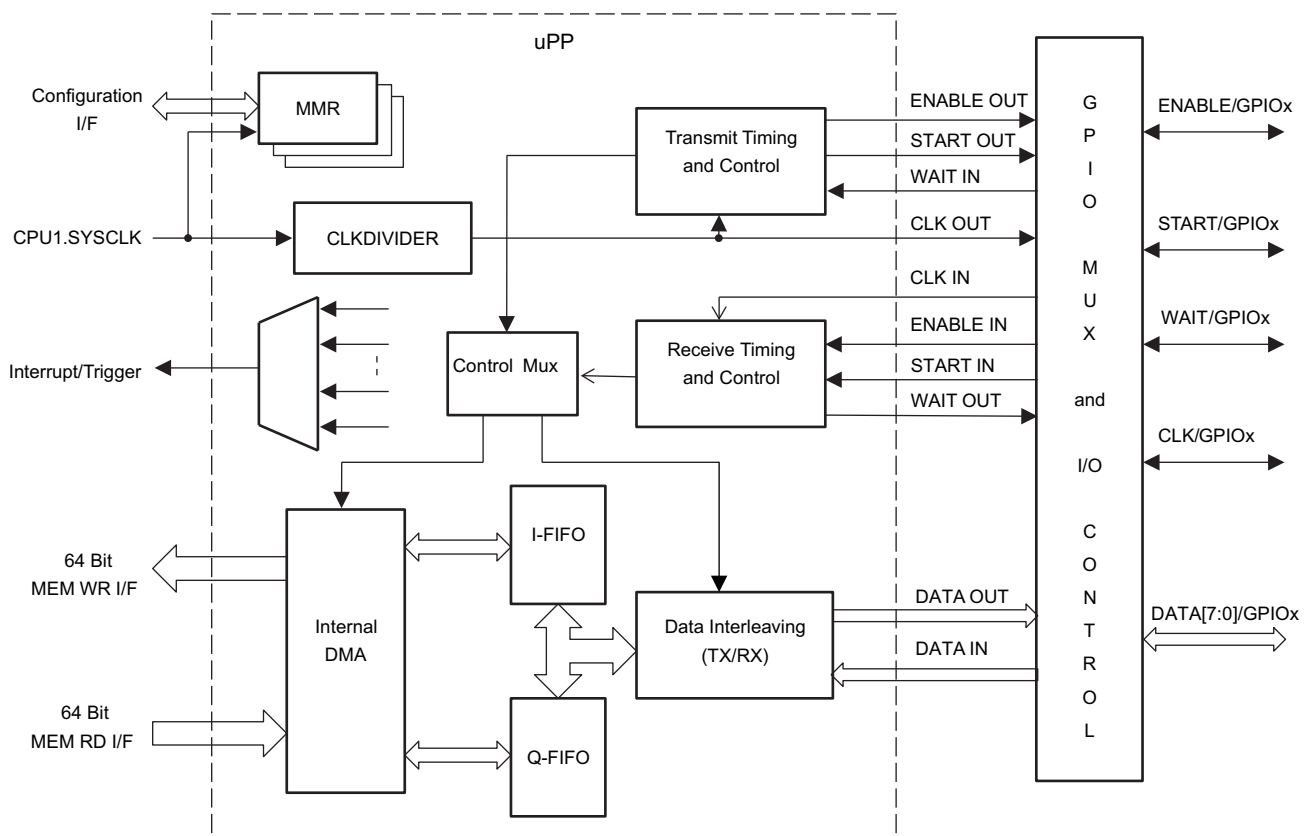 uPP
Configuration
I/F
MMR
CPU1.SYSCLK
CLKDIVIDER
Interrupt/Trigger
Transmit Timing
and Control
Control Mux
Receive Timing
and Control
ENABLE OUT
START OUT
WAIT IN
CLK OUT
CLK IN
ENABLE IN
START IN
WAIT OUT
64 Bit
MEM WR I/F
64 Bit
MEM RD I/F
Internal
DMA
I-FIFO
Q-FIFO
Data Interleaving
(TX/RX)
DATA OUT
DATA IN
G
P
I
O
M
U
X
and
I/O
C
O
N
T
R
O
L
ENABLE/GPIOx
START/GPIOx
WAIT/GPIOx
CLK/GPIOx
DATA[7:0]/GPIOx